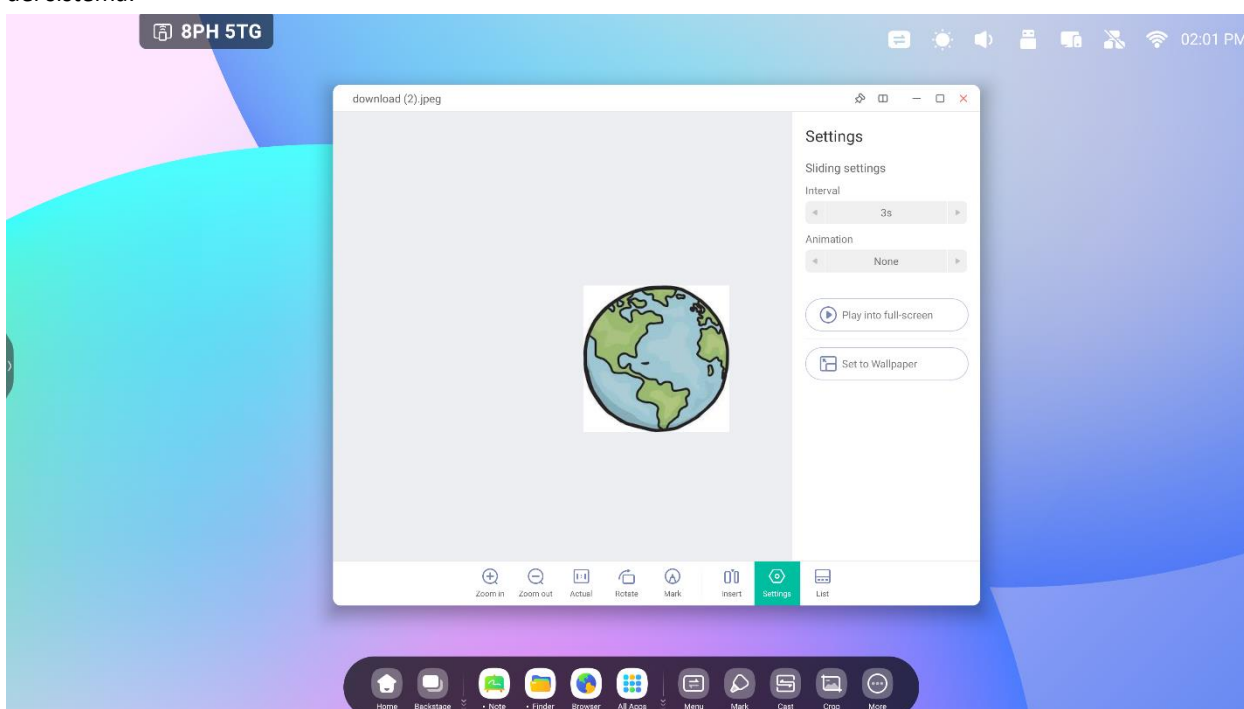 del sistema.
8PH 5TG
02:01 PM
download (2).jpeg
Settings
Sliding settings
Interval
3s
Animation
None
Play into full-screen
Set to Wallpaper
Zoom in Zoom out Actual Rotate Mark Insert Settings List
Home Backstage • Note • Finder Browser All Apps Menu Mark Cast Crop More